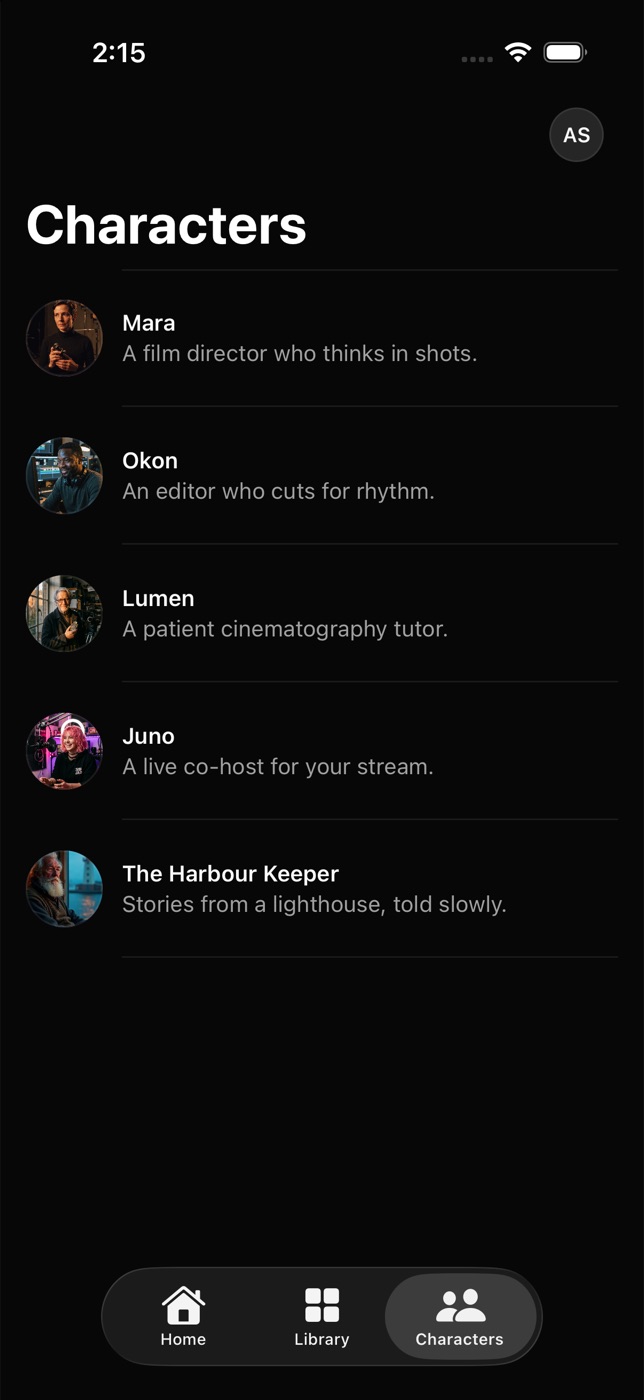 2:15
AS
Characters
Mara
A film director who thinks in shots.
Okon
An editor who cuts for rhythm.
Lumen
A patient cinematography tutor.
Juno
A live co-host for your stream.
The Harbour Keeper
Stories from a lighthouse, told slowly.
Home
Library
Characters